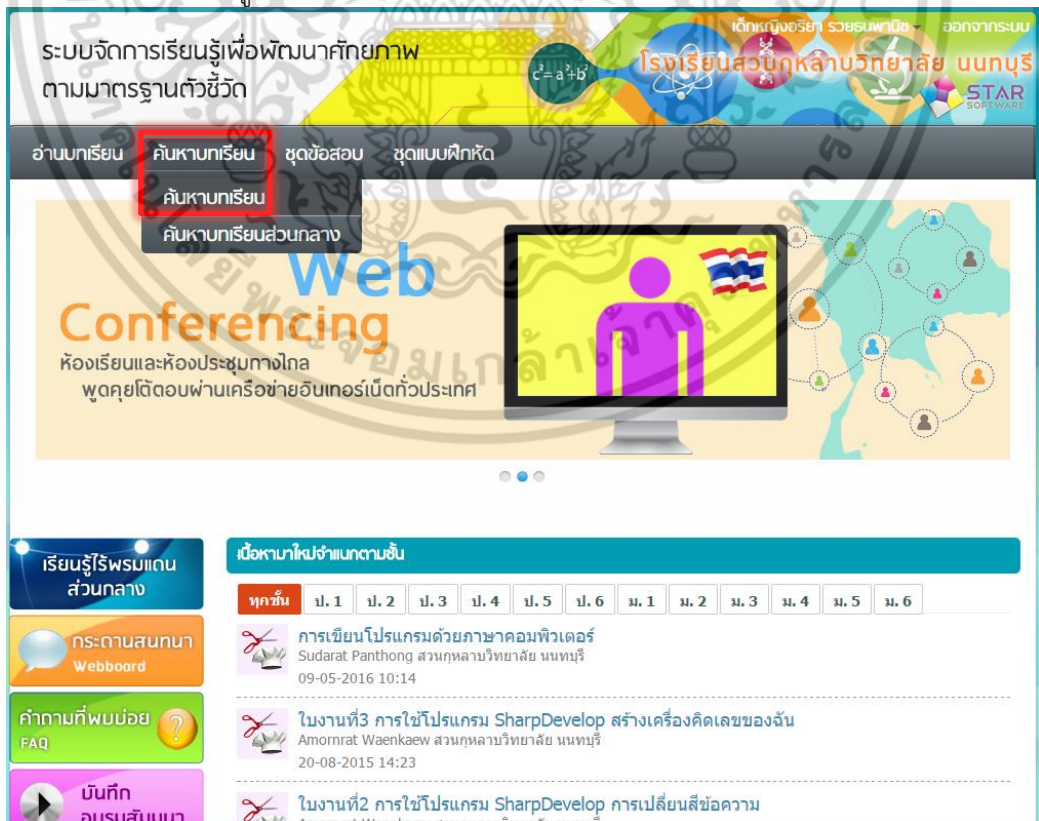 เด็กหญิงอริยา รวยธนพานิช ออกจากระบบ
ระบบจัดการเรียนรู้เพื่อพัฒนาศักยภาพ
ตามมาตรฐานตัวชี้วัด
c²=a²+b²
โรงเรียนสวนกุหลาบวิทยาลัย นนทบุรี
STAR
SOFTWARE
อ่านบทเรียน ค้นหาบทเรียน ชุดข้อสอบ ชุดแบบฝึกหัด
ค้นหาบทเรียน
ค้นหาบทเรียนส่วนกลาง
Web
Conferencing
ห้องเรียนและห้องประชุมทางไกล
พูดคุยโต้ตอบผ่านเครือข่ายอินเทอร์เน็ตทั่วประเทศ
เรียนรู้ไร้พรมแดน
ส่วนกลาง
กระดานสนทนา
Webboard
คำถามที่พบบ่อย
FAQ
บันทึก
อบรมสัมมนา
เนื้อหามาใหม่จำแนกตามชั้น
ทุกชั้น ป. 1 ป. 2 ป. 3 ป. 4 ป. 5 ป. 6 ม. 1 ม. 2 ม. 3 ม. 4 ม. 5 ม. 6
การเขียนโปรแกรมด้วยภาษาคอมพิวเตอร์
Sudarat Panthong สวนกุหลาบวิทยาลัย นนทบุรี
09-05-2016 10:14
ใบงานที่3 การใช้โปรแกรม SharpDevelop สร้างเครื่องคิดเลขของฉัน
Amornrat Waenkaew สวนกุหลาบวิทยาลัย นนทบุรี
20-08-2015 14:23
ใบงานที่2 การใช้โปรแกรม SharpDevelop การเปลี่ยนสีข้อความ